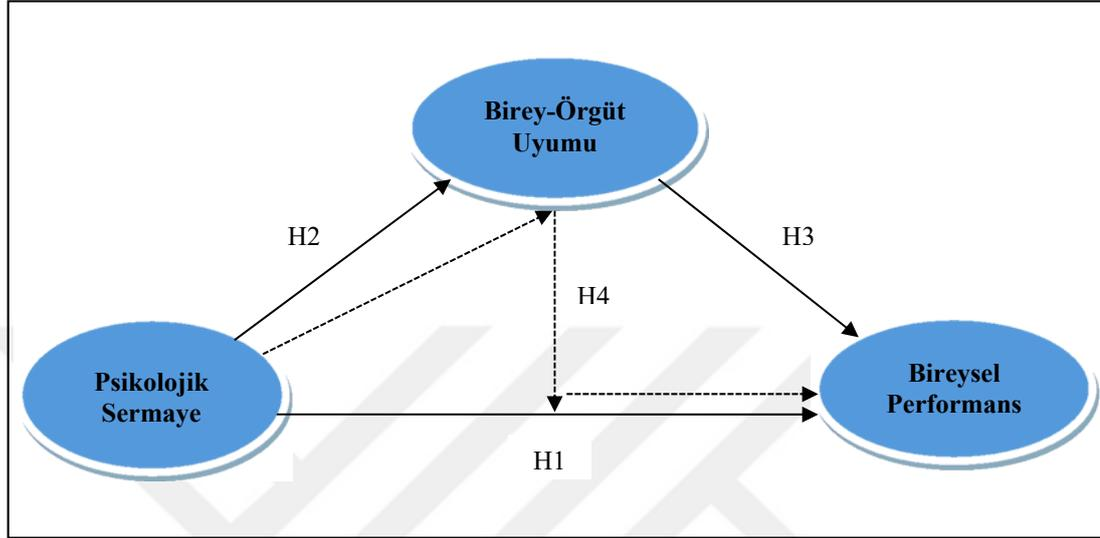 Birey-Örgüt
Uyumu
H2
H3
H4
Psikolojik
Sermaye
Bireysel
Performans
H1